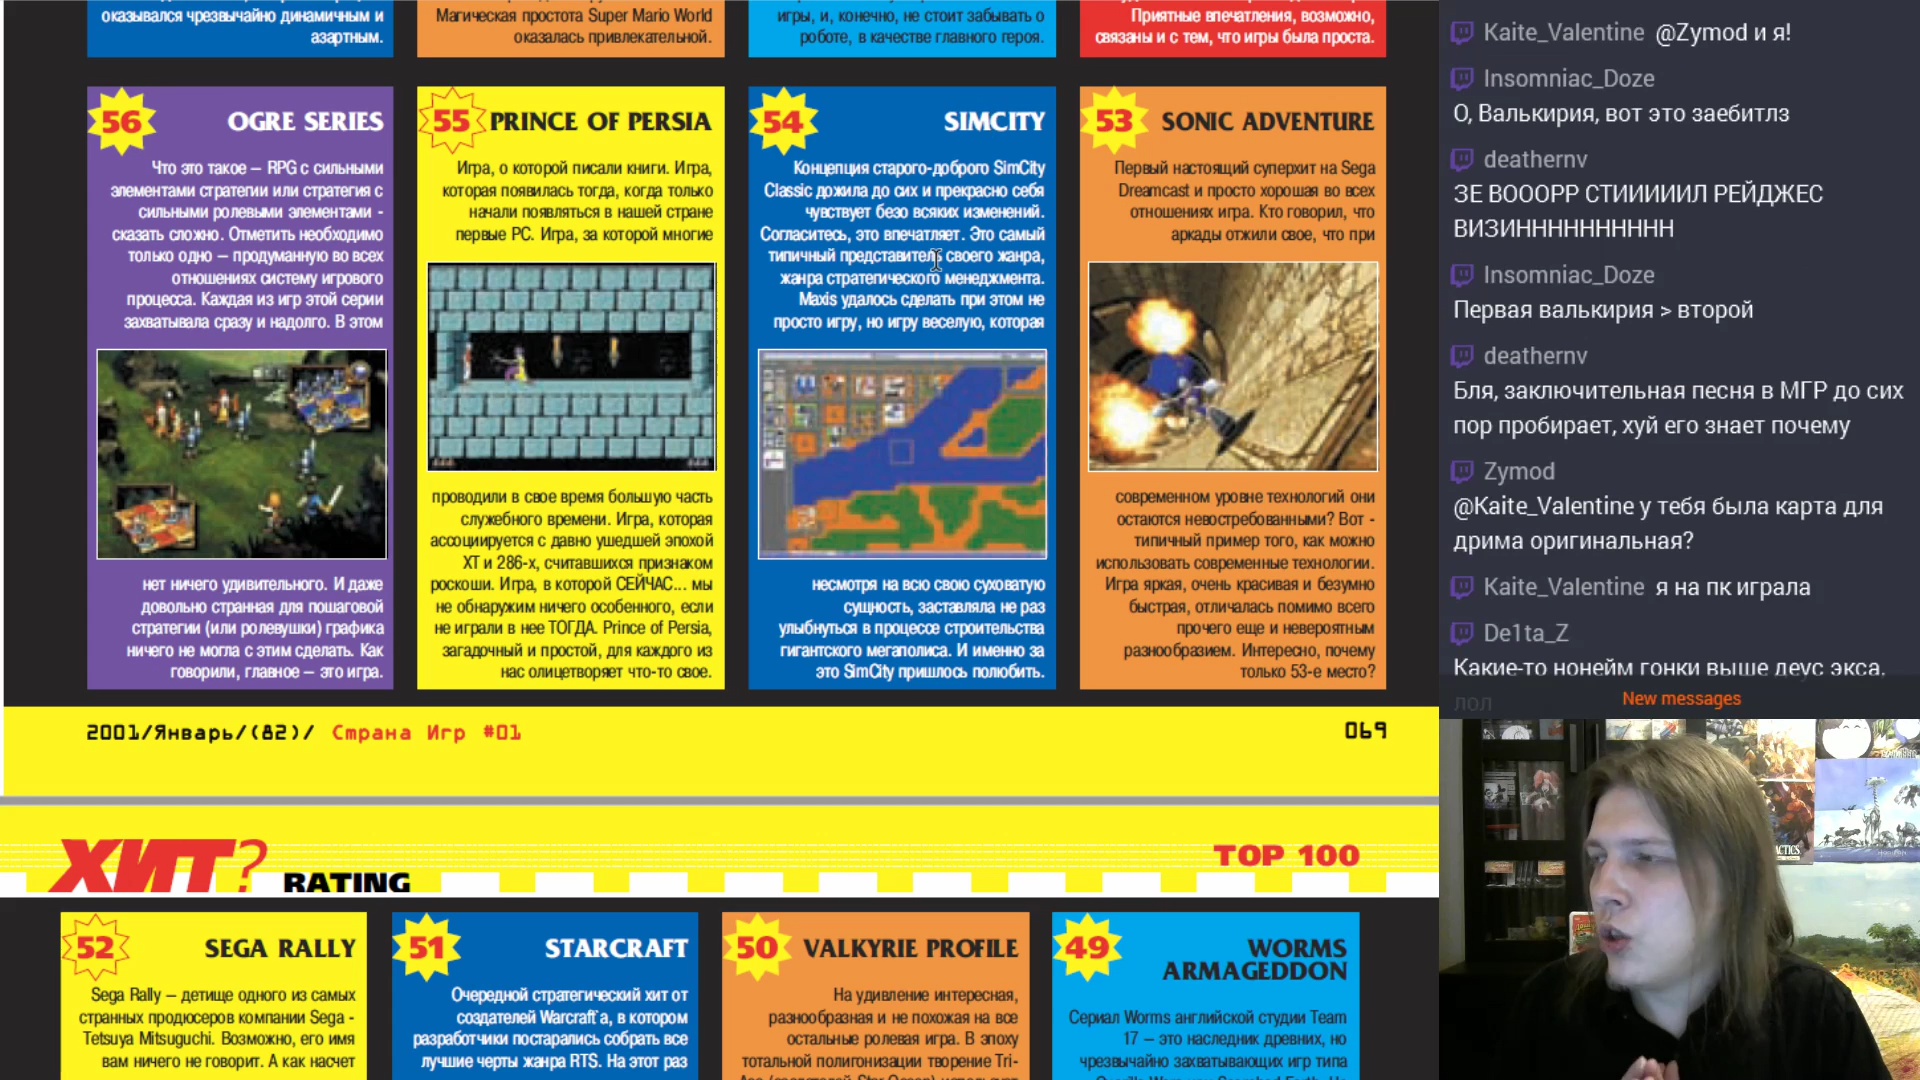 оказывался чрезвычайно динамичным и
азартным.
Магическая простота Super Mario World
оказалась привлекательной.
игры, и, конечно, не стоит забывать о
роботе, в качестве главного героя.
Приятные впечатления, возможно,
связаны и с тем, что игры была проста.
56
OGRE SERIES
Что это такое – RPG с сильными
элементами стратегии или стратегия с
сильными ролевыми элементами -
сказать сложно. Отметить необходимо
только одно – продуманную во всех
отношениях систему игрового
процесса. Каждая из игр этой серии
захватывала сразу и надолго. В этом
нет ничего удивительного. И даже
довольно странная для пошаговой
стратегии (или ролевушки) графика
ничего не могла с этим сделать. Как
говорили, главное – это игра.
55
PRINCE OF PERSIA
Игра, о которой писали книги. Игра,
которая появилась тогда, когда только
начали появляться в нашей стране
первые PC. Игра, за которой многие
проводили в свое время большую часть
служебного времени. Игра, которая
ассоциируется с давно ушедшей эпохой
XT и 286-х, считавшихся признаком
роскоши. Игра, в которой СЕЙЧАС... мы
не обнаружим ничего особенного, если
не играли в нее ТОГДА. Prince of Persia,
загадочный и простой, для каждого из
нас олицетворяет что-то свое.
54
SIMCITY
Концепция старого-доброго SimCity
Classic дожила до сих и прекрасно себя
чувствует безо всяких изменений.
Согласитесь, это впечатляет. Это самый
типичный представитель своего жанра,
жанра стратегического менеджмента.
Maxis удалось сделать при этом не
просто игру, но игру веселую, которая
несмотря на всю свою суховатую
сущность, заставляла не раз
улыбнуться в процессе строительства
гигантского мегаполиса. И именно за
это SimCity пришлось полюбить.
53
SONIC ADVENTURE
Первый настоящий суперхит на Sega
Dreamcast и просто хорошая во всех
отношениях игра. Кто говорил, что
аркады отжили свое, что при
современном уровне технологий они
остаются невостребованными? Вот -
типичный пример того, как можно
использовать современные технологии.
Игра яркая, очень красивая и безумно
быстрая, отличалась помимо всего
прочего еще и невероятным
разнообразием. Интересно, почему
только 53-е место?
2001/Январь/(82)/ Страна Игр #01
069
ХИТ? RATING
TOP 100
52
SEGA RALLY
Sega Rally – детище одного из самых
странных продюсеров компании Sega -
Tetsuya Mitsuguchi. Возможно, его имя
вам ничего не говорит. А как насчет
51
STARCRAFT
Очередной стратегический хит от
создателей Warcraft`а, в котором
разработчики постарались собрать все
лучшие черты жанра RTS. На этот раз
50
VALKYRIE PROFILE
На удивление интересная,
разнообразная и не похожая на все
остальные ролевая игра. В эпоху
тотальной полигонизации творение Tri-
49
WORMS
ARMAGEDDON
Сериал Worms английской студии Team
17 – это наследник древних, но
чрезвычайно захватывающих игр типа
Kaite_Valentine @Zymod и я!
Insomniac_Doze
О, Валькирия, вот это заебитлз
deathernv
ЗЕ ВОООРР СТИИИИИЛ РЕЙДЖЕС
ВИЗИНННННННННН
Insomniac_Doze
Первая валькирия > второй
deathernv
Бля, заключительная песня в МГР до сих
пор пробирает, хуй его знает почему
Zymod
@Kaite_Valentine у тебя была карта для
дрима оригинальная?
Kaite_Valentine я на пк играла
De1ta_Z
Какие-то нонейм гонки выше деус экса,
лол
New messages